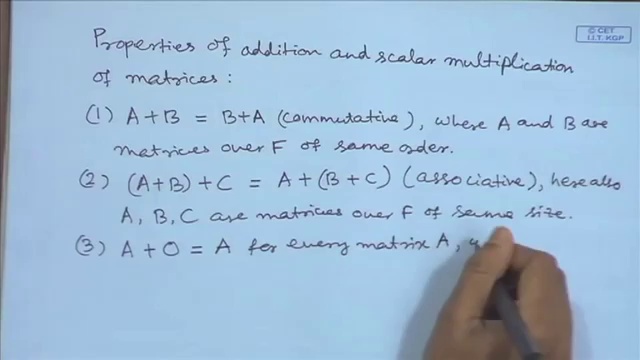 © CET
I.I.T. KGP
Properties of addition and scalar multiplication
of matrices :
(1) A+B = B+A (commutative), where A and B are
matrices over F of same order.
(2) (A+B)+C = A+(B+C) (associative), here also
A, B, C are matrices over F of same size.
(3) A + O = A for every matrix A,